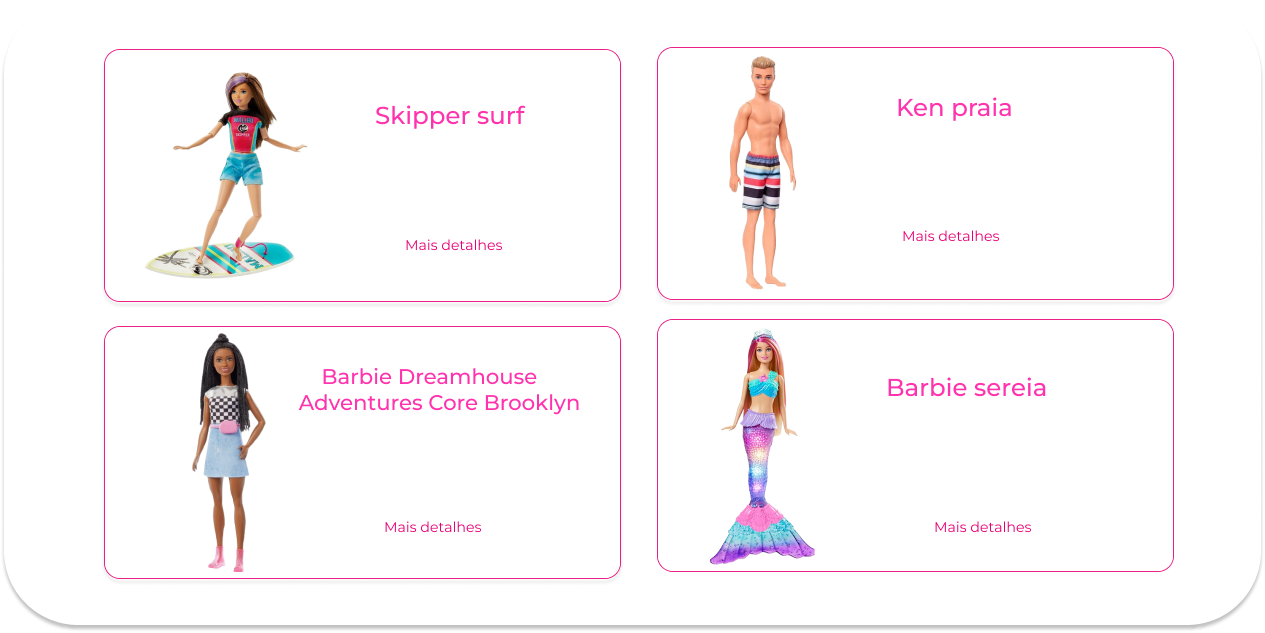 Skipper surf
Mais detalhes
Ken praia
Mais detalhes
Barbie Dreamhouse
Adventures Core Brooklyn
Mais detalhes
Barbie sereia
Mais detalhes